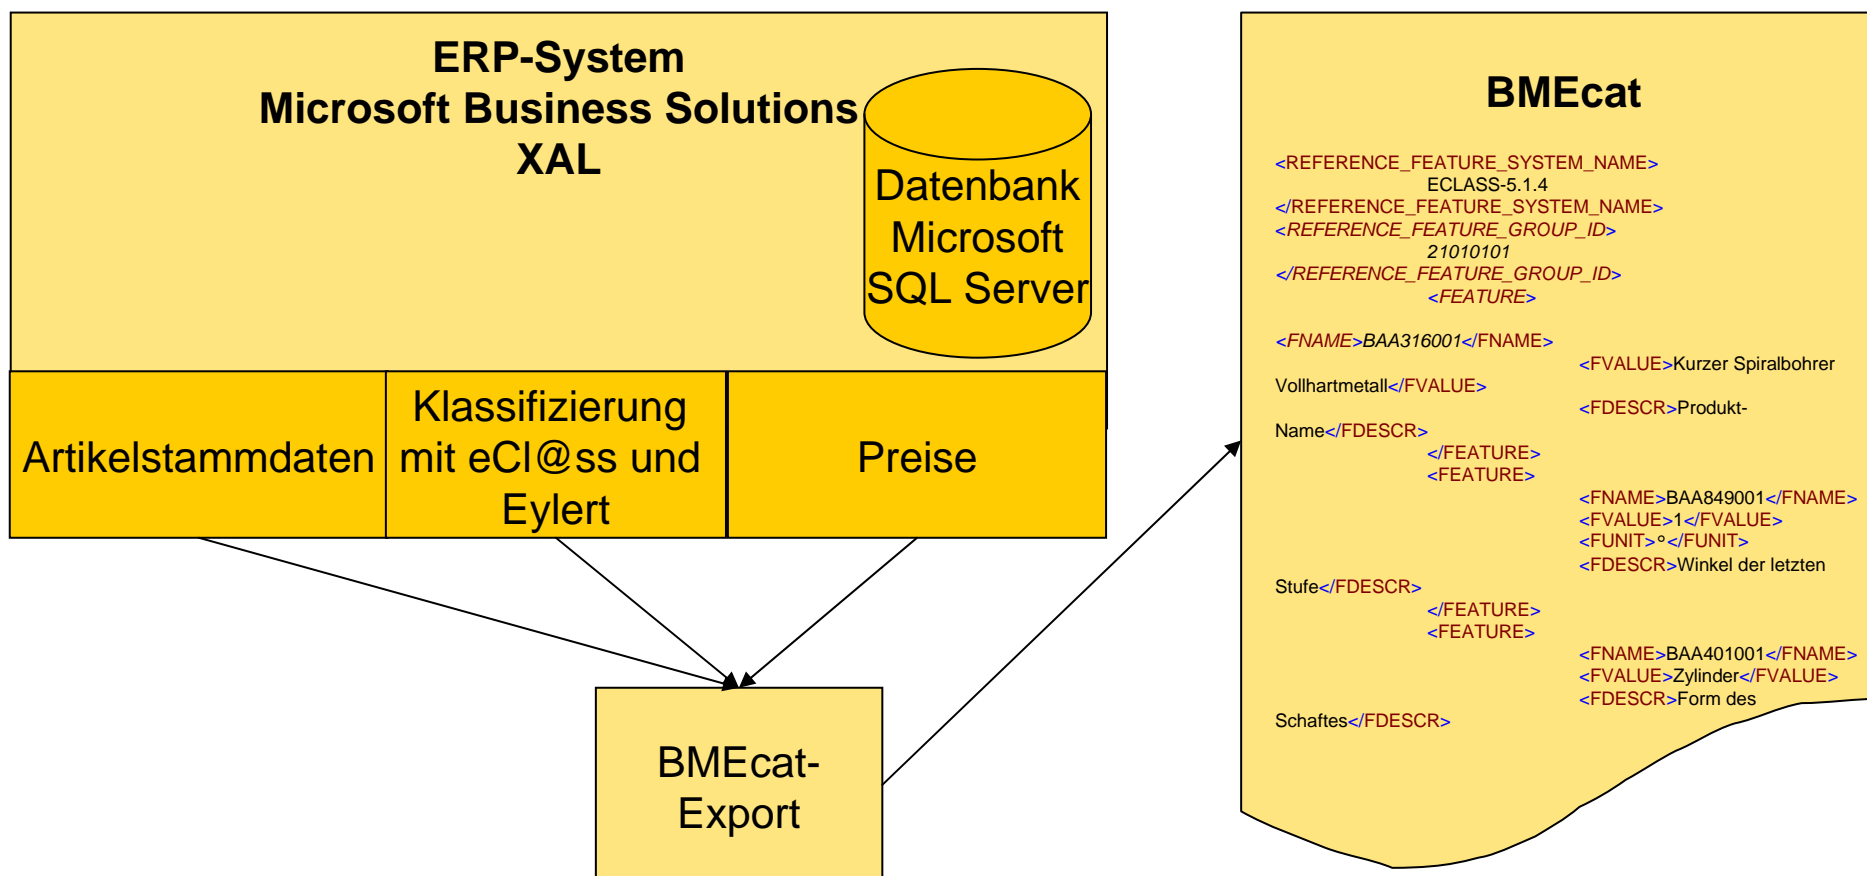 ERP-System
Microsoft Business Solutions
XAL
Datenbank
Microsoft
SQL Server
Artikelstammdaten
Klassifizierung
mit eCl@ss und
Eylert
Preise
BMEcat-
Export
BMEcat
<REFERENCE_FEATURE_SYSTEM_NAME>
ECLASS-5.1.4
</REFERENCE_FEATURE_SYSTEM_NAME>
<REFERENCE_FEATURE_GROUP_ID>
21010101
</REFERENCE_FEATURE_GROUP_ID>
<FEATURE>
<FNAME>BAA316001</FNAME>
<FVALUE>Kurzer Spiralbohrer
Vollhartmetall</FVALUE>
<FDESCR>Produkt-
Name</FDESCR>
</FEATURE>
<FEATURE>
<FNAME>BAA849001</FNAME>
<FVALUE>1</FVALUE>
<FUNIT>°</FUNIT>
<FDESCR>Winkel der letzten
Stufe</FDESCR>
</FEATURE>
<FEATURE>
<FNAME>BAA401001</FNAME>
<FVALUE>Zylinder</FVALUE>
<FDESCR>Form des
Schaftes</FDESCR>